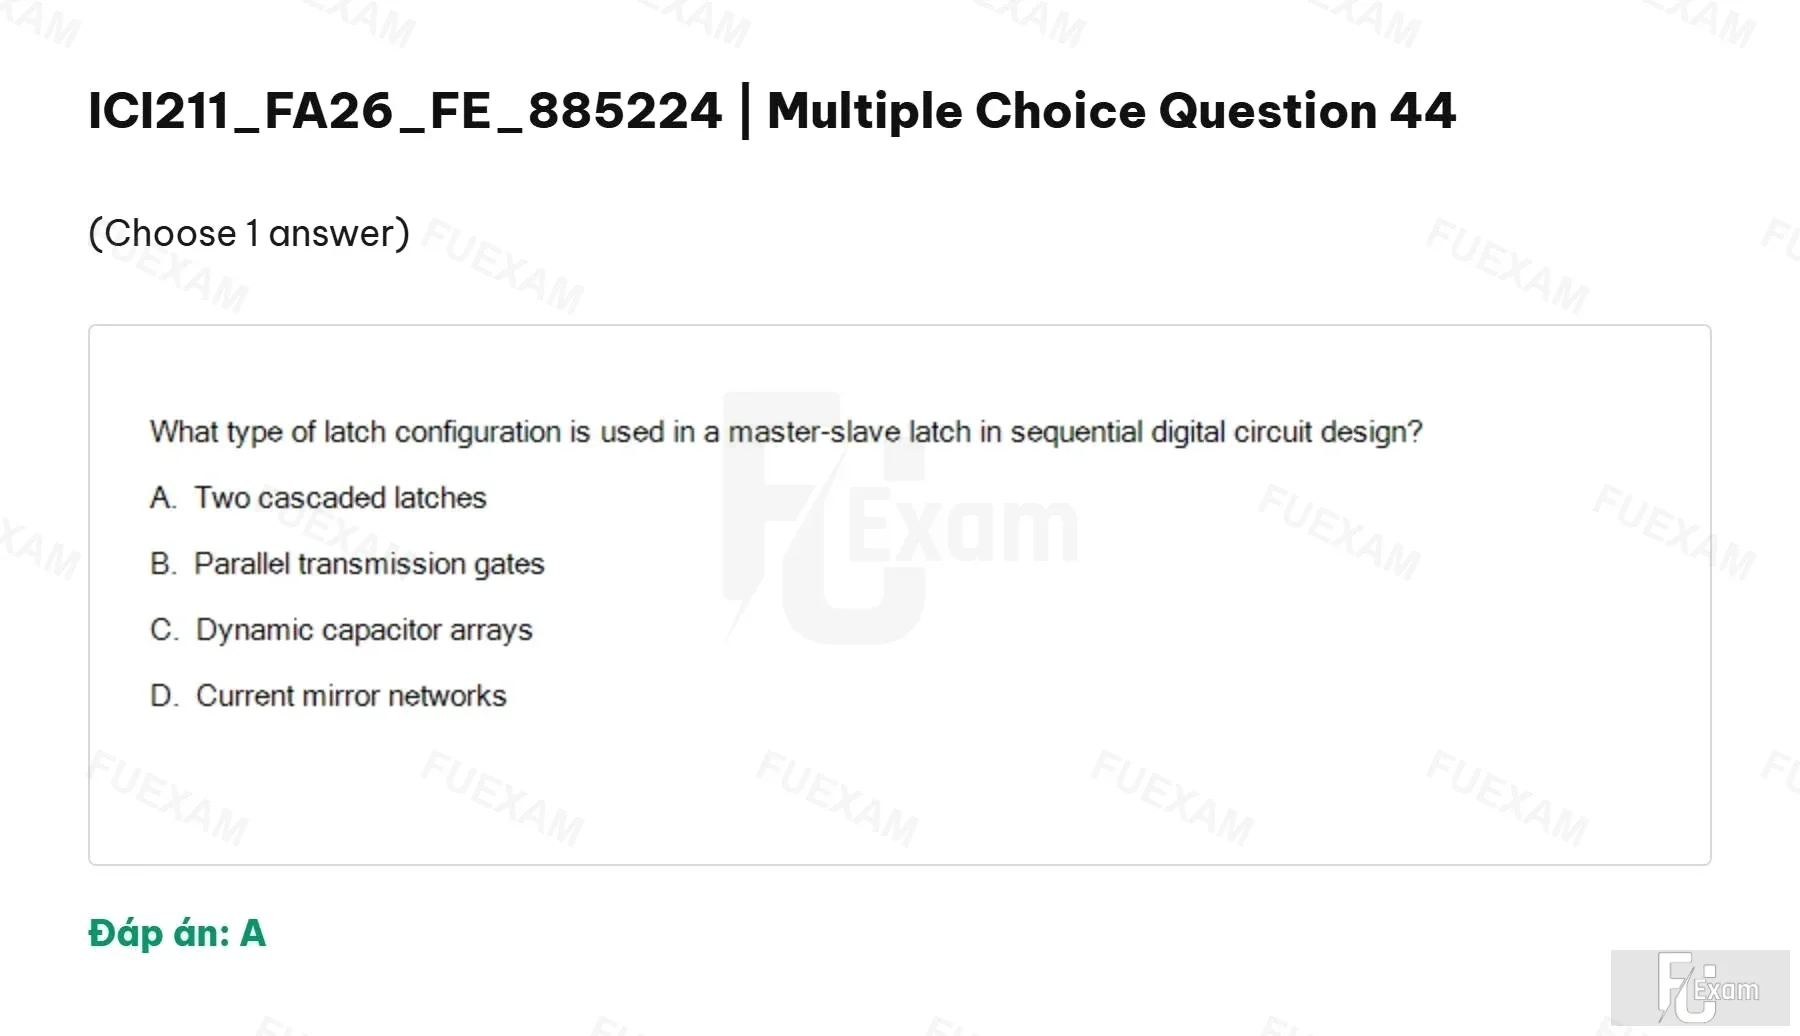 ICI211_FA26_FE_885224 | Multiple Choice Question 44
(Choose 1 answer)
What type of latch configuration is used in a master-slave latch in sequential digital circuit design?
A. Two cascaded latches
B. Parallel transmission gates
C. Dynamic capacitor arrays
D. Current mirror networks
Đáp án: A
FUExam